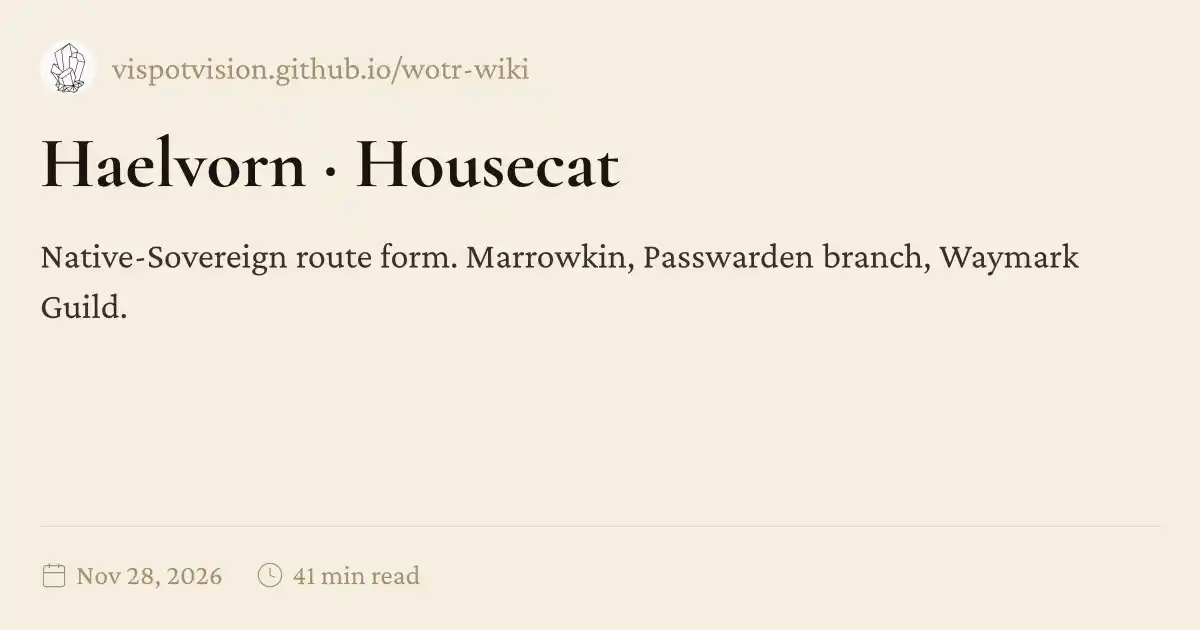 vispotvision.github.io/wotr-wiki
Haelvorn · Housecat
Native-Sovereign route form. Marrowkin, Passwarden branch, Waymark
Guild.
Nov 28, 2026 41 min read